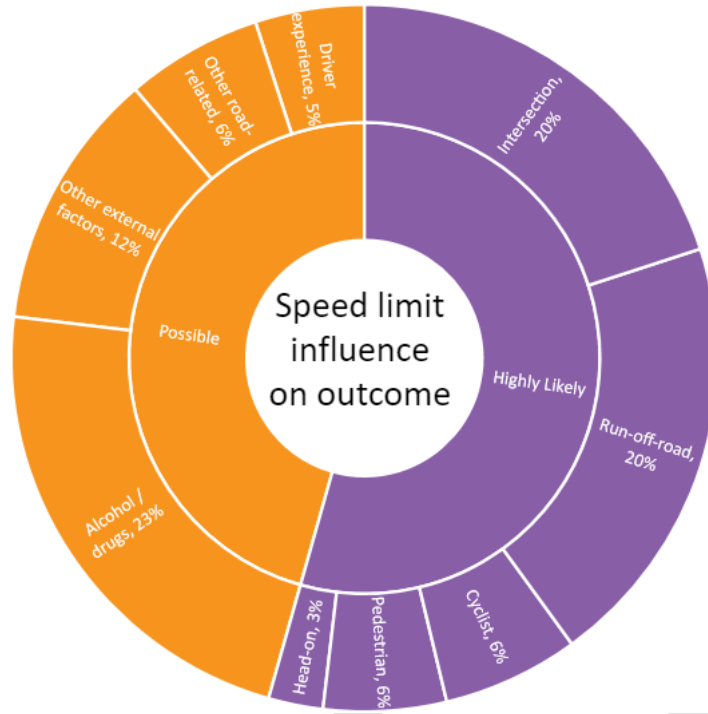 Speed limit
influence
on outcome
Highly Likely
Intersection,
20%
Run-off-road,
20%
Cyclist, 6%
Pedestrian, 6%
Head-on, 3%
Possible
Alcohol /
drugs, 23%
Other external
factors, 12%
Other road-
related, 6%
Driver
experience, 5%